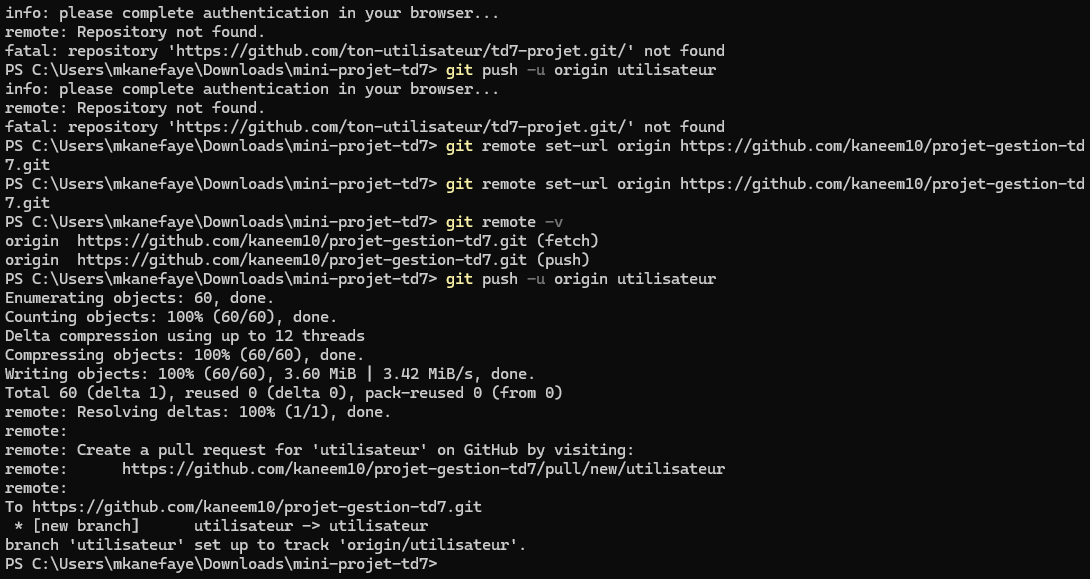 info: please complete authentication in your browser...
remote: Repository not found.
fatal: repository 'https://github.com/ton-utilisateur/td7-projet.git/' not found
PS C:\Users\mkanefaye\Downloads\mini-projet-td7> git push -u origin utilisateur
info: please complete authentication in your browser...
remote: Repository not found.
fatal: repository 'https://github.com/ton-utilisateur/td7-projet.git/' not found
PS C:\Users\mkanefaye\Downloads\mini-projet-td7> git remote set-url origin https://github.com/kaneem10/projet-gestion-td
7.git
PS C:\Users\mkanefaye\Downloads\mini-projet-td7> git remote set-url origin https://github.com/kaneem10/projet-gestion-td
7.git
PS C:\Users\mkanefaye\Downloads\mini-projet-td7> git remote -v
origin  https://github.com/kaneem10/projet-gestion-td7.git (fetch)
origin  https://github.com/kaneem10/projet-gestion-td7.git (push)
PS C:\Users\mkanefaye\Downloads\mini-projet-td7> git push -u origin utilisateur
Enumerating objects: 60, done.
Counting objects: 100% (60/60), done.
Delta compression using up to 12 threads
Compressing objects: 100% (60/60), done.
Writing objects: 100% (60/60), 3.60 MiB | 3.42 MiB/s, done.
Total 60 (delta 1), reused 0 (delta 0), pack-reused 0 (from 0)
remote: Resolving deltas: 100% (1/1), done.
remote:
remote: Create a pull request for 'utilisateur' on GitHub by visiting:
remote:      https://github.com/kaneem10/projet-gestion-td7/pull/new/utilisateur
remote:
To https://github.com/kaneem10/projet-gestion-td7.git
 * [new branch]      utilisateur -> utilisateur
branch 'utilisateur' set up to track 'origin/utilisateur'.
PS C:\Users\mkanefaye\Downloads\mini-projet-td7>